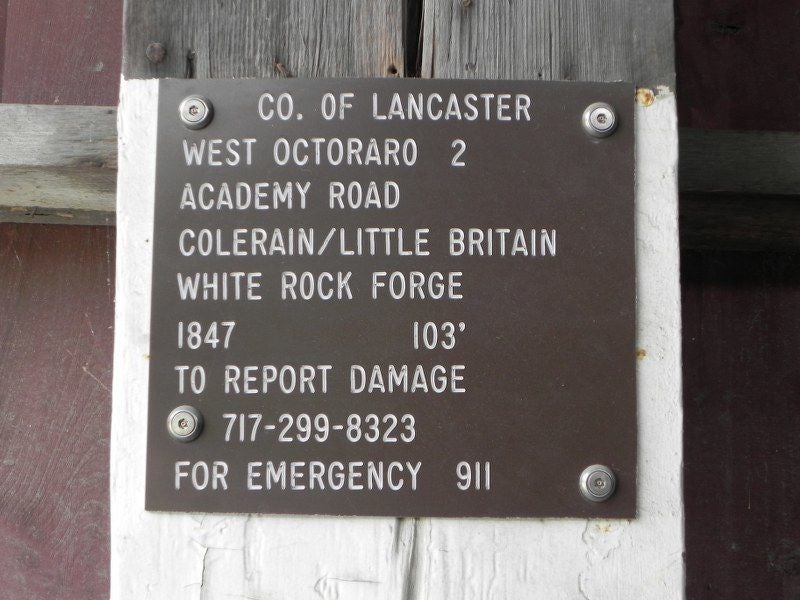 CO. OF LANCASTER
WEST OCTORARO 2
ACADEMY ROAD
COLERAIN/LITTLE BRITAIN
WHITE ROCK FORGE
1847 103'
TO REPORT DAMAGE
717-299-8323
FOR EMERGENCY 911